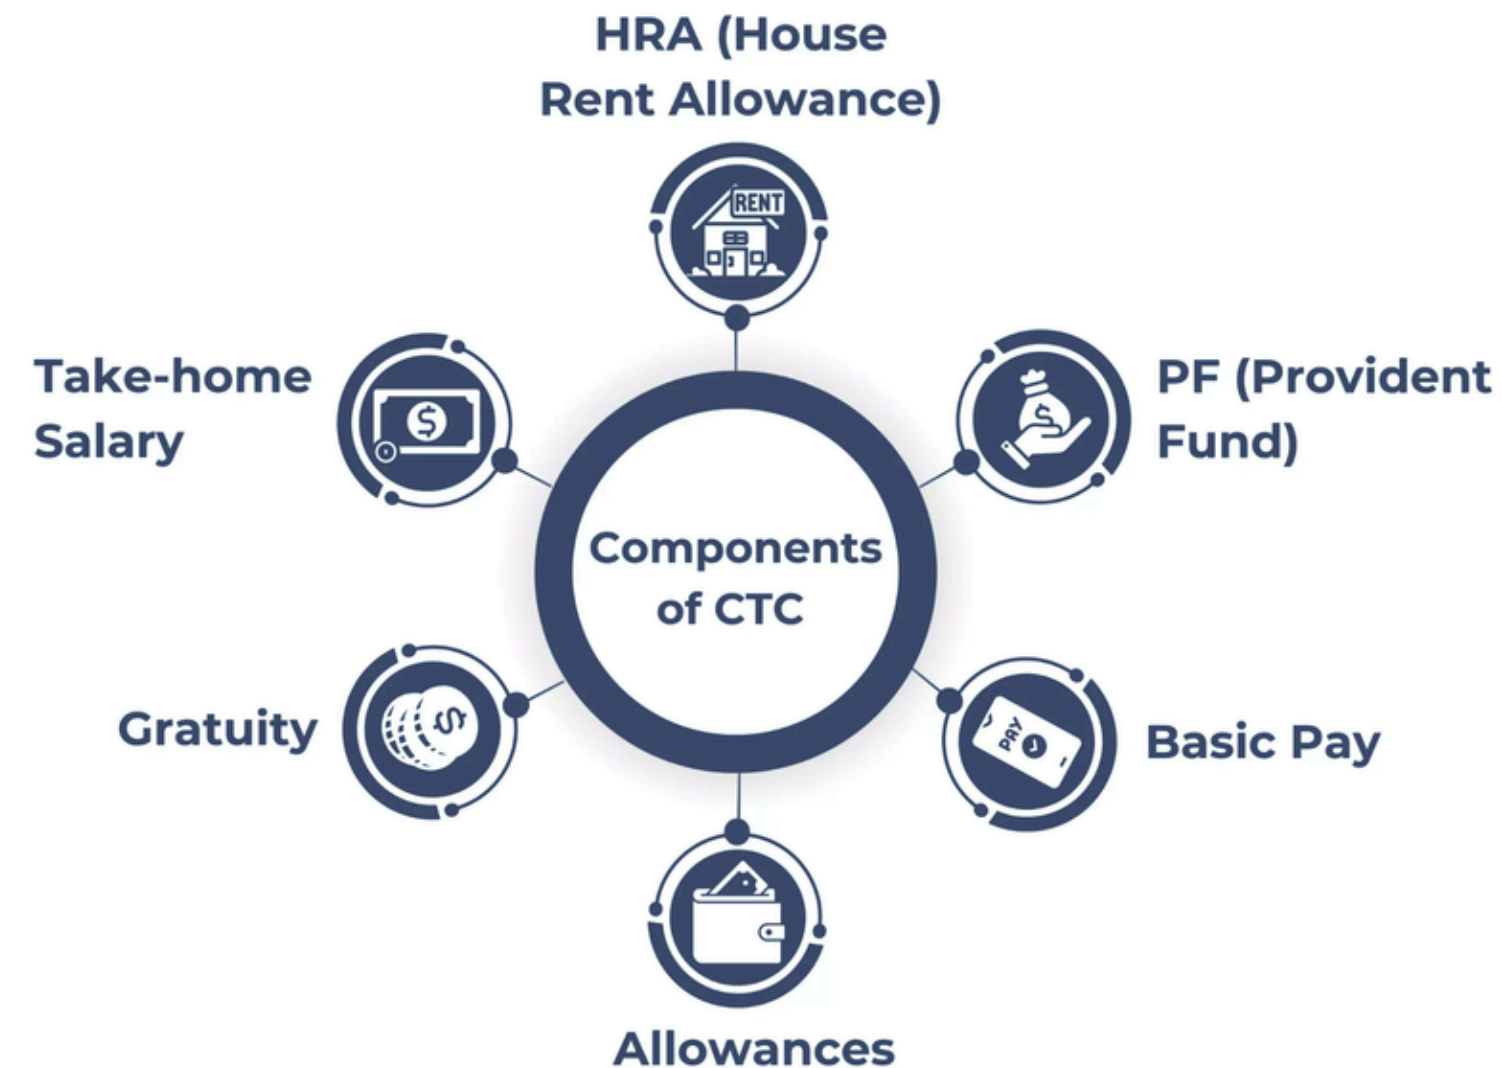 HRA (House
Rent Allowance)
RENT
Take-home
Salary
PF (Provident
Fund)
Components
of CTC
Gratuity
PAY
Basic Pay
Allowances